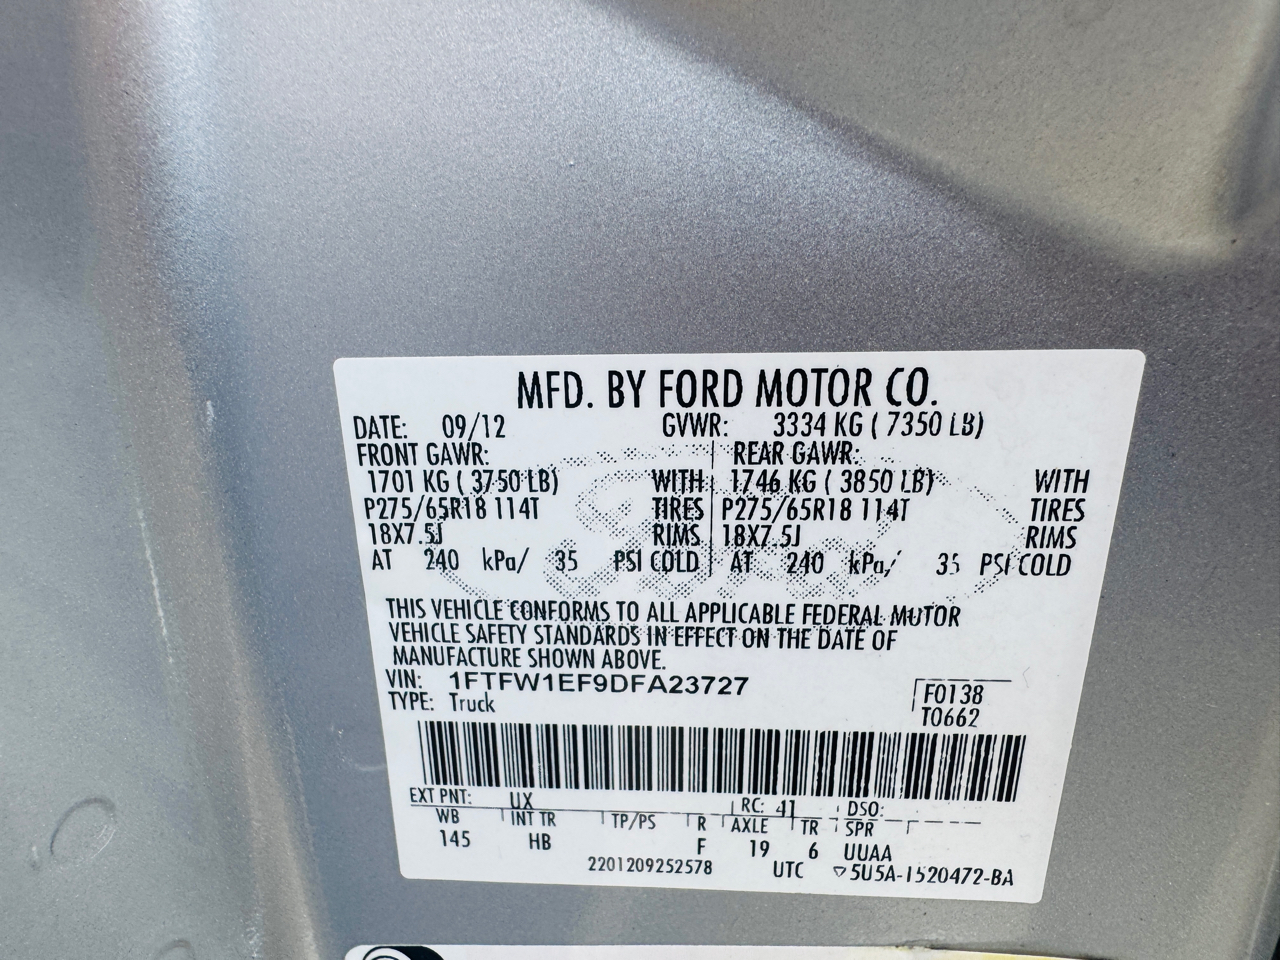 MFD. BY FORD MOTOR CO.
DATE: 09/12 GVWR: 3334 KG ( 7350 LB)
FRONT GAWR: REAR GAWR:
1701 KG ( 3750 LB) WITH 1746 KG ( 3850 LB) WITH
P275/65R18 114T TIRES P275/65R18 114T TIRES
18X7.5J RIMS 18X7.5J RIMS
AT 240 kPa/ 35 PSI COLD AT 240 kPa/ 35 PSI COLD
THIS VEHICLE CONFORMS TO ALL APPLICABLE FEDERAL MOTOR
VEHICLE SAFETY STANDARDS IN EFFECT ON THE DATE OF
MANUFACTURE SHOWN ABOVE.
VIN: 1FTFW1EF9DFA23727
TYPE: Truck
F0138
T0662
EXT PNT: UX RC: 41 DSO:
WB INT TR TP/PS R AXLE TR SPR
145 HB F 19 6 UUAA
2201209252578 UTC ▽5U5A-1520472-BA